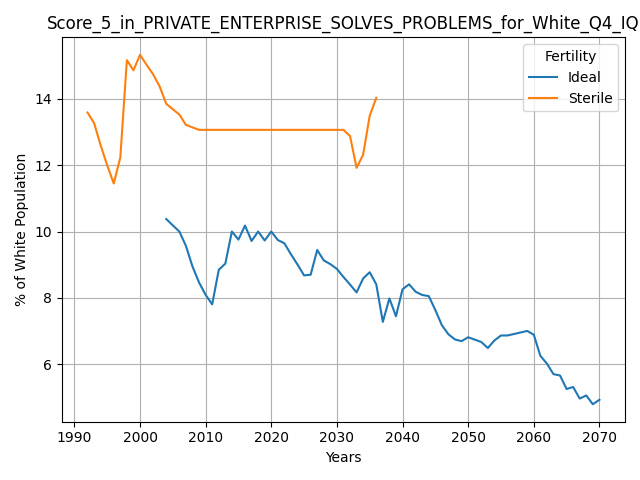 Score_5_in_PRIVATE_ENTERPRISE_SOLVES_PROBLEMS_for_White_Q4_IQ
Fertility
Ideal
Sterile
% of White Population
14
12
10
8
6
1990 2000 2010 2020 2030 2040 2050 2060 2070
Years